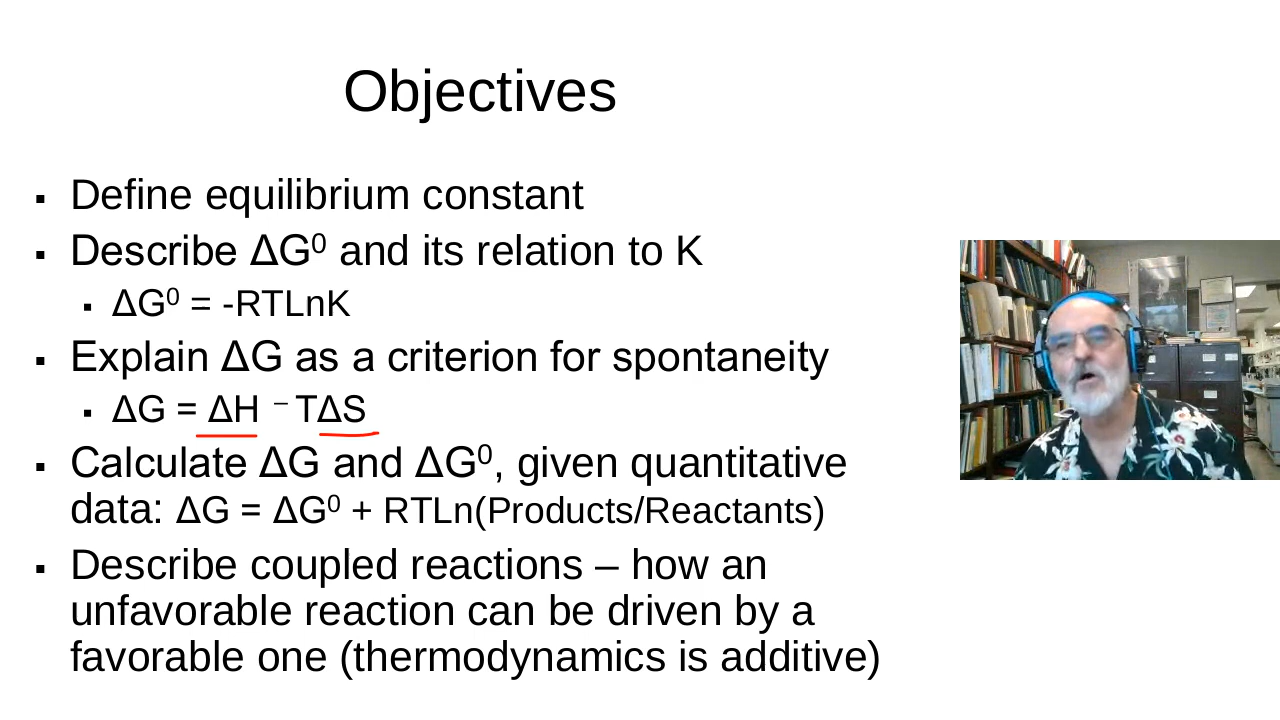 Objectives
▪ Define equilibrium constant
▪ Describe ΔG⁰ and its relation to K
▪ ΔG⁰ = -RTLnK
▪ Explain ΔG as a criterion for spontaneity
▪ ΔG = ΔH – TΔS
▪ Calculate ΔG and ΔG⁰, given quantitative
data: ΔG = ΔG⁰ + RTLn(Products/Reactants)
▪ Describe coupled reactions – how an
unfavorable reaction can be driven by a
favorable one (thermodynamics is additive)